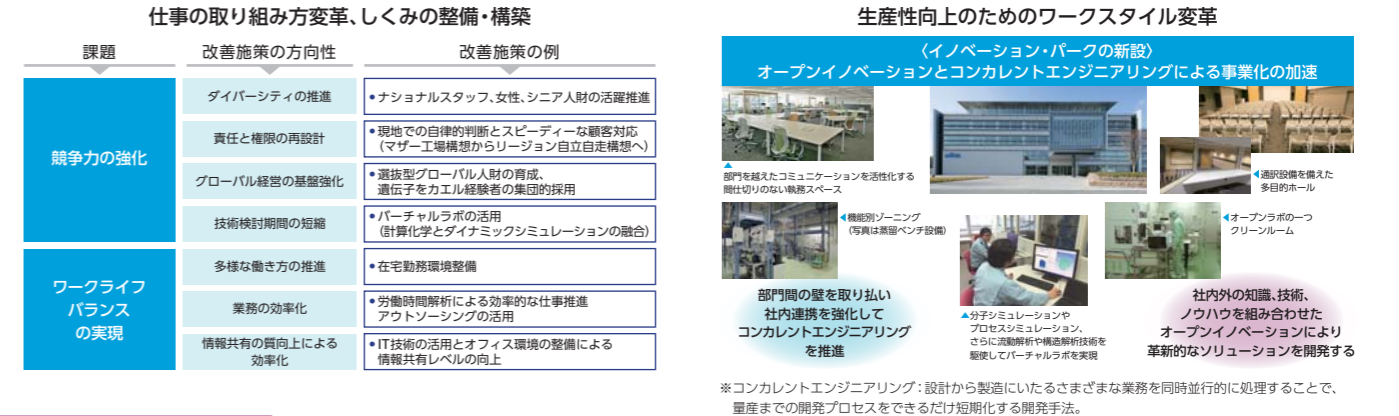 仕事の取り組み方変革、しくみの整備・構築
課題
改善施策の方向性
改善施策の例
競争力の強化
ダイバーシティの推進
•ナショナルスタッフ、女性、シニア人財の活躍推進
責任と権限の再設計
•現地での自律的判断とスピーディーな顧客対応
（マザー工場構想からリージョン自立自走構想へ）
グローバル経営の基盤強化
•選抜型グローバル人財の育成、
遺伝子をカエル経験者の集団的採用
技術検討期間の短縮
•バーチャルラボの活用
（計算化学とダイナミックシミュレーションの融合）
ワークライフ
バランス
の実現
多様な働き方の推進
•在宅勤務環境整備
業務の効率化
•労働時間解析による効率的な仕事推進
アウトソーシングの活用
情報共有の質向上による
効率化
•IT技術の活用とオフィス環境の整備による
情報共有レベルの向上
生産性向上のためのワークスタイル変革
〈イノベーション・パークの新設〉
オープンイノベーションとコンカレントエンジニアリングによる事業化の加速
▲
部門を越えたコミュニケーションを活性化する
間仕切りのない執務スペース
◀通訳設備を備えた
多目的ホール
◀機能別ゾーニング
（写真は蒸留ベンチ設備）
◀オープンラボの一つ
クリーンルーム
部門間の壁を取り払い
社内連携を強化して
コンカレントエンジニアリング
を推進
▲分子シミュレーションや
プロセスシミュレーション、
さらに流動解析や構造解析技術を
駆使してバーチャルラボを実現
社内外の知識、技術、
ノウハウを組み合わせた
オープンイノベーションにより
革新的なソリューションを開発する
※コンカレントエンジニアリング：設計から製造にいたるさまざまな業務を同時並行的に処理することで、
量産までの開発プロセスをできるだけ短期化する開発手法。